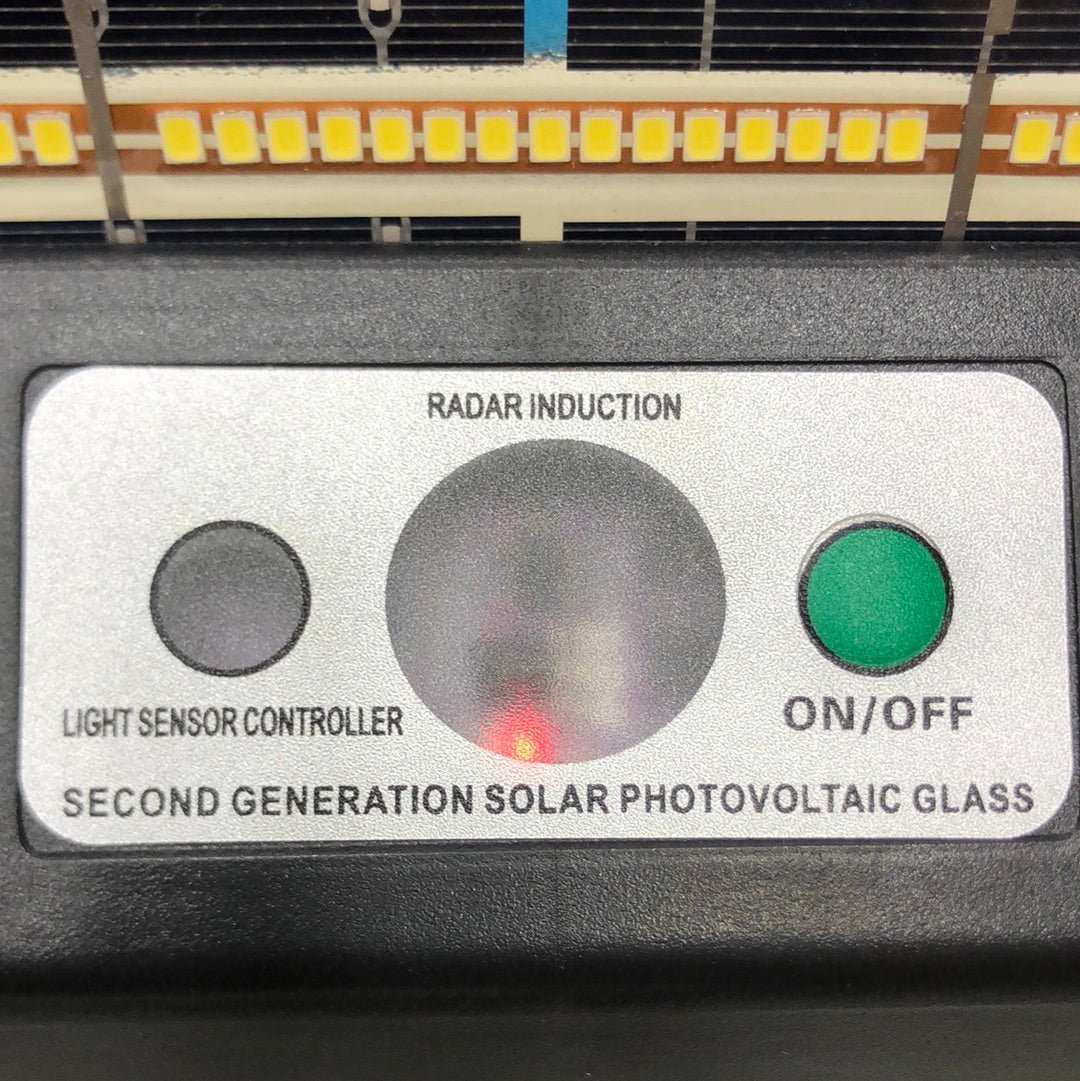 RADAR INDUCTION
LIGHT SENSOR CONTROLLER
ON/OFF
SECOND GENERATION SOLAR PHOTOVOLTAIC GLASS